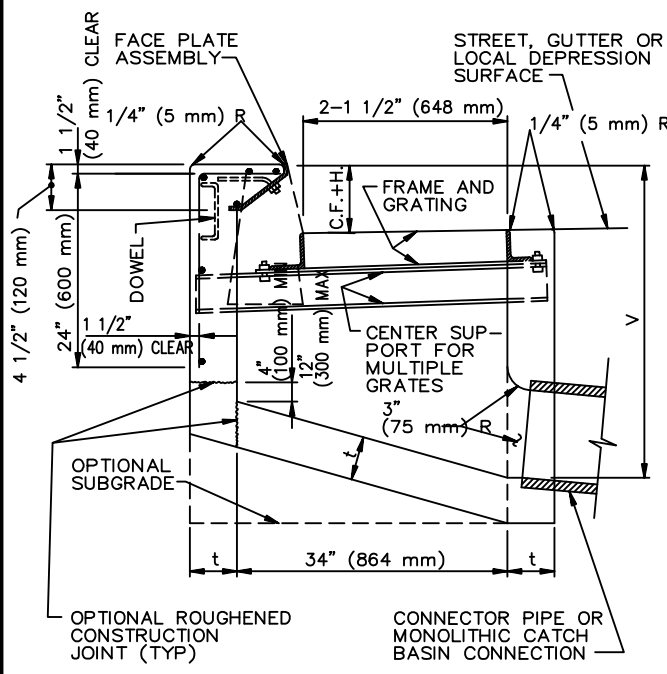 FACE PLATE
ASSEMBLY
STREET, GUTTER OR
LOCAL DEPRESSION
SURFACE
1 1/2"
(40 mm) CLEAR
1/4" (5 mm) R
2-1 1/2" (648 mm)
1/4" (5 mm) R
C.F.+H.
FRAME AND
GRATING
4 1/2" (120 mm)
24" (600 mm)
DOWEL
1 1/2"
(40 mm) CLEAR
4"
(100 mm) MIN
12"
(300 mm) MAX
CENTER SUP-
PORT FOR
MULTIPLE
GRATES
V
3"
(75 mm) R
t
OPTIONAL
SUBGRADE
t
34" (864 mm)
t
OPTIONAL ROUGHENED
CONSTRUCTION
JOINT (TYP)
CONNECTOR PIPE OR
MONOLITHIC CATCH
BASIN CONNECTION